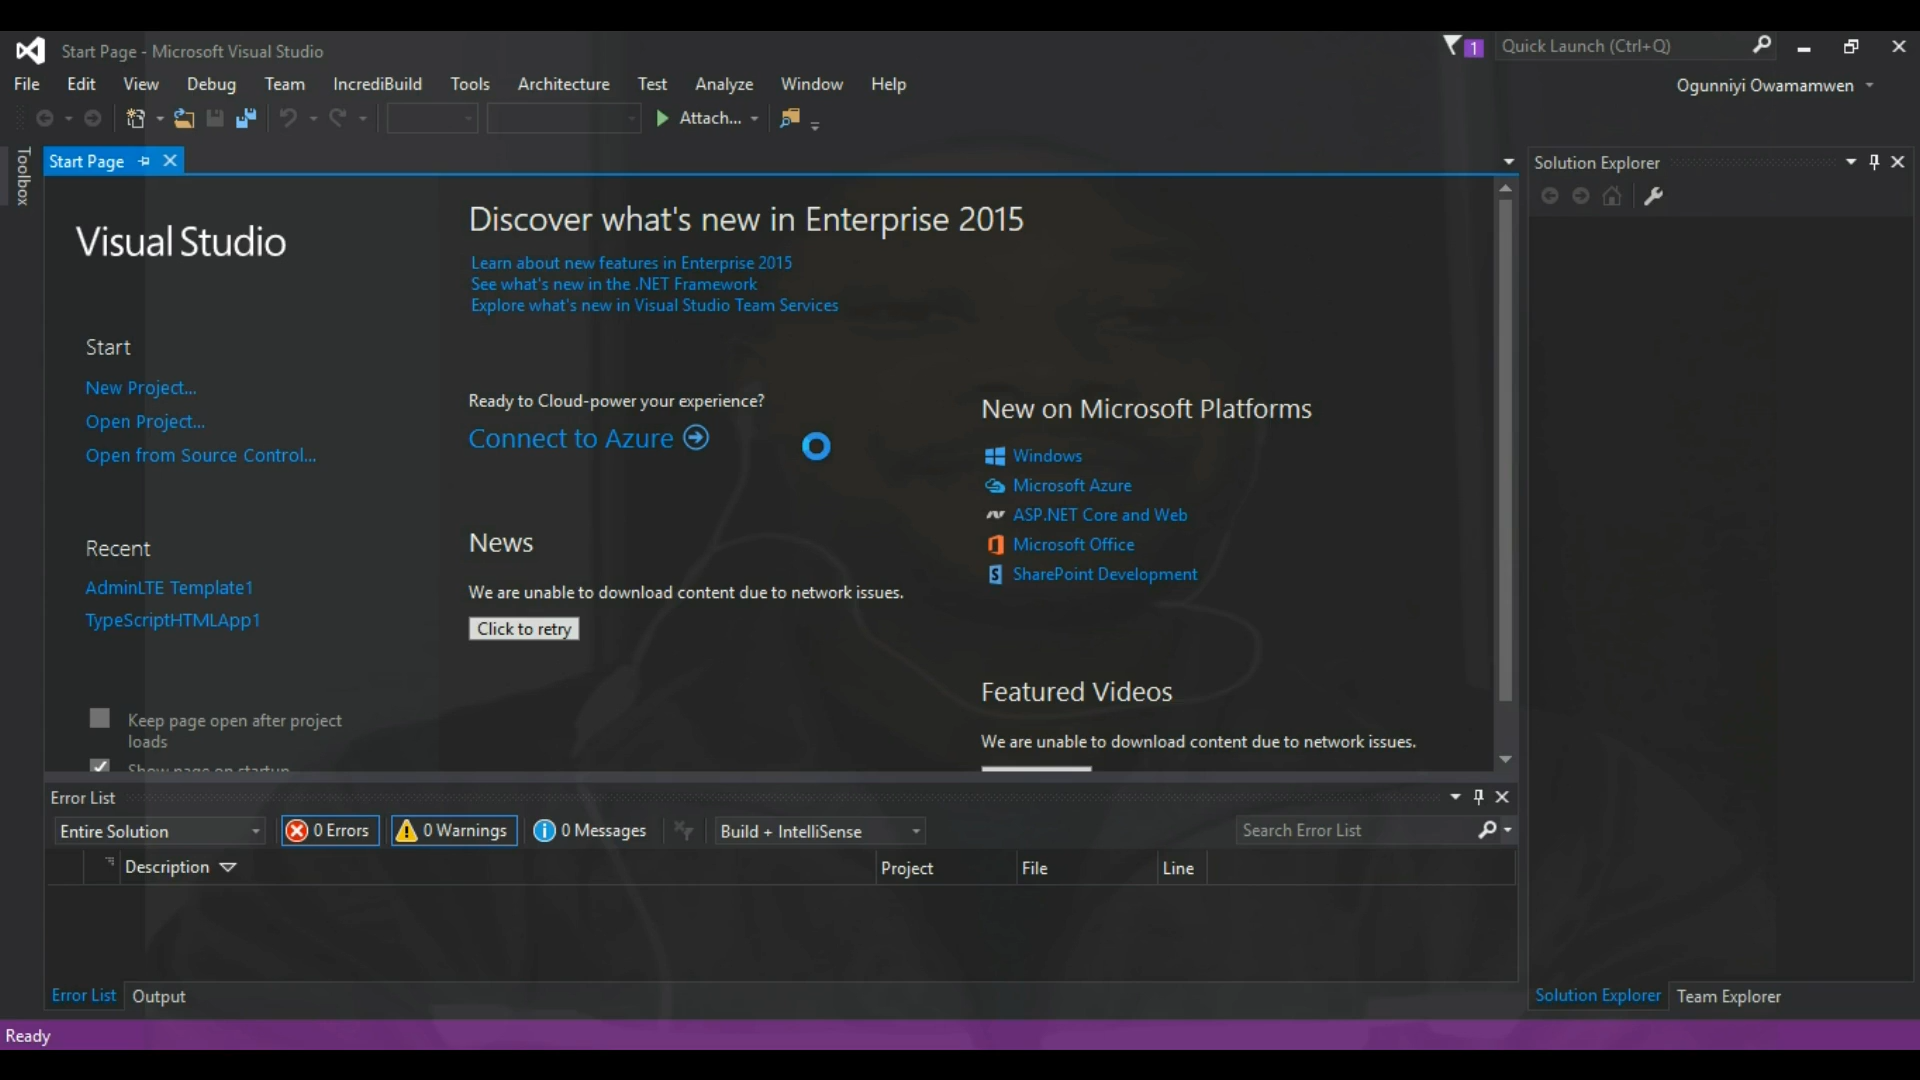 Start Page - Microsoft Visual Studio
1
Quick Launch (Ctrl+Q)
File Edit View Debug Team IncrediBuild Tools Architecture Test Analyze Window Help
Ogunniyi Owamamwen
Attach...
Toolbox
Start Page
Solution Explorer
Visual Studio
Discover what's new in Enterprise 2015
Learn about new features in Enterprise 2015
See what's new in the .NET Framework
Explore what's new in Visual Studio Team Services
Start
New Project...
Open Project...
Open from Source Control...
Ready to Cloud-power your experience?
Connect to Azure
New on Microsoft Platforms
Windows
Microsoft Azure
ASP.NET Core and Web
Microsoft Office
SharePoint Development
Recent
AdminLTE Template1
TypeScriptHTMLApp1
News
We are unable to download content due to network issues.
Click to retry
Featured Videos
We are unable to download content due to network issues.
Keep page open after project
loads
Show page on startup
Error List
Entire Solution
0 Errors
0 Warnings
0 Messages
Build + IntelliSense
Search Error List
Description
Project
File
Line
Error List
Output
Solution Explorer
Team Explorer
Ready